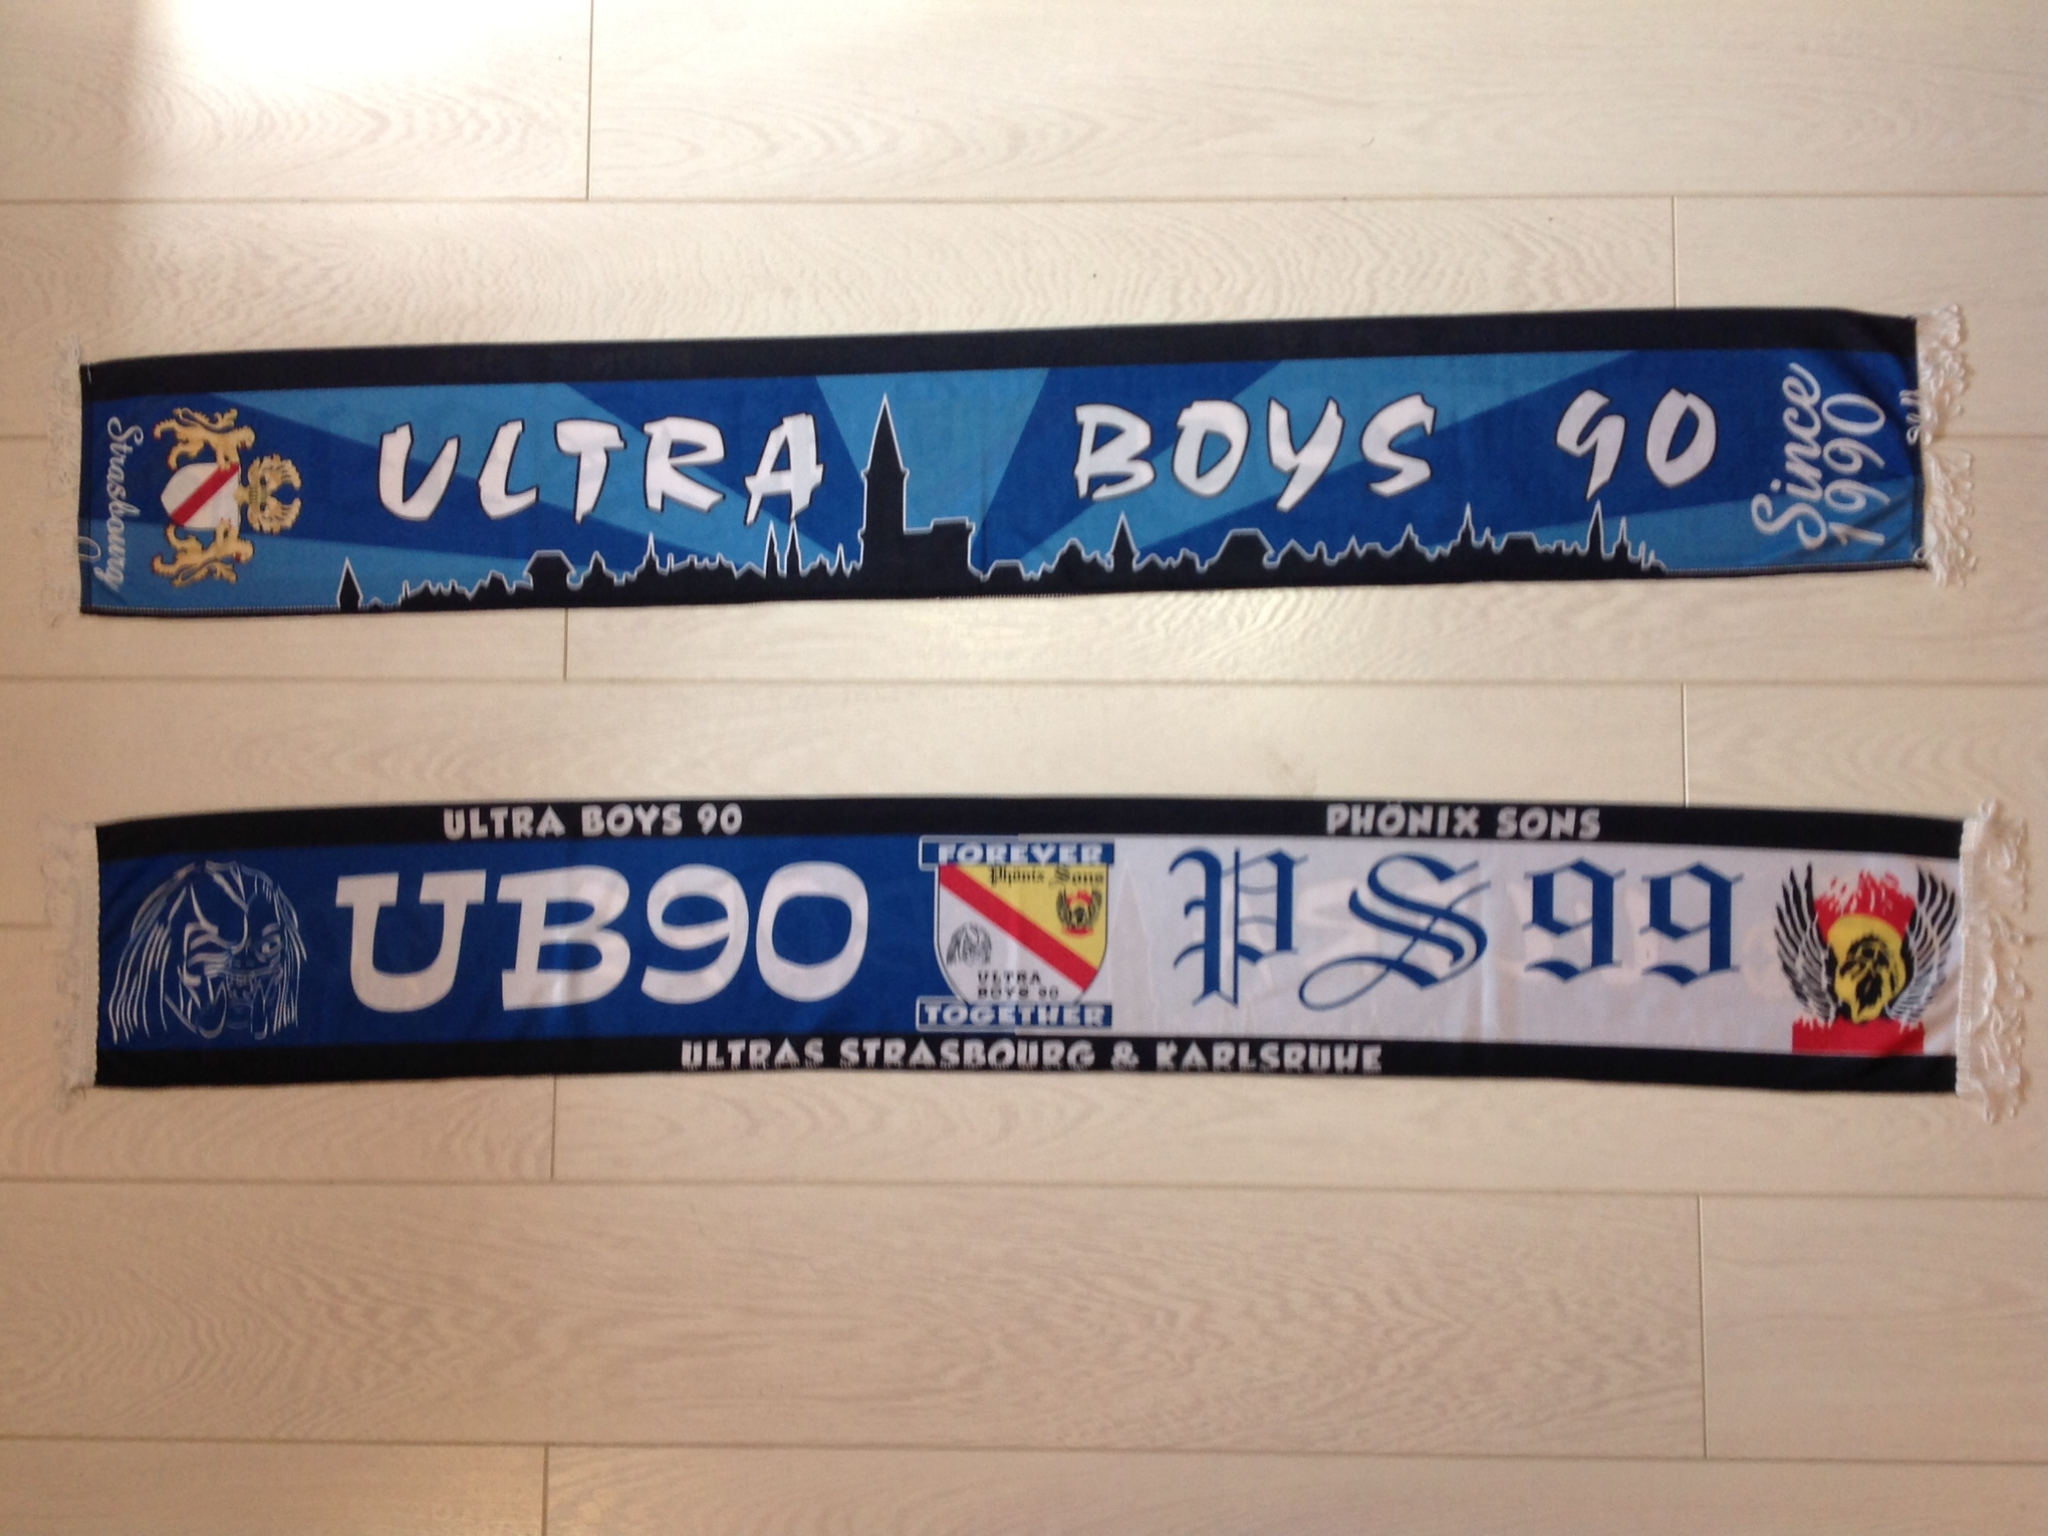 Strasbourg
ULTRA BOYS 90
Since
1990
ULTRA BOYS 90
PHÖNIX SONS
UB90
FOREVER
Phönix Sons
ULTRA
BOYS 90
TOGETHER
PS99
ULTRAS STRASBOURG & KARLSRUHE